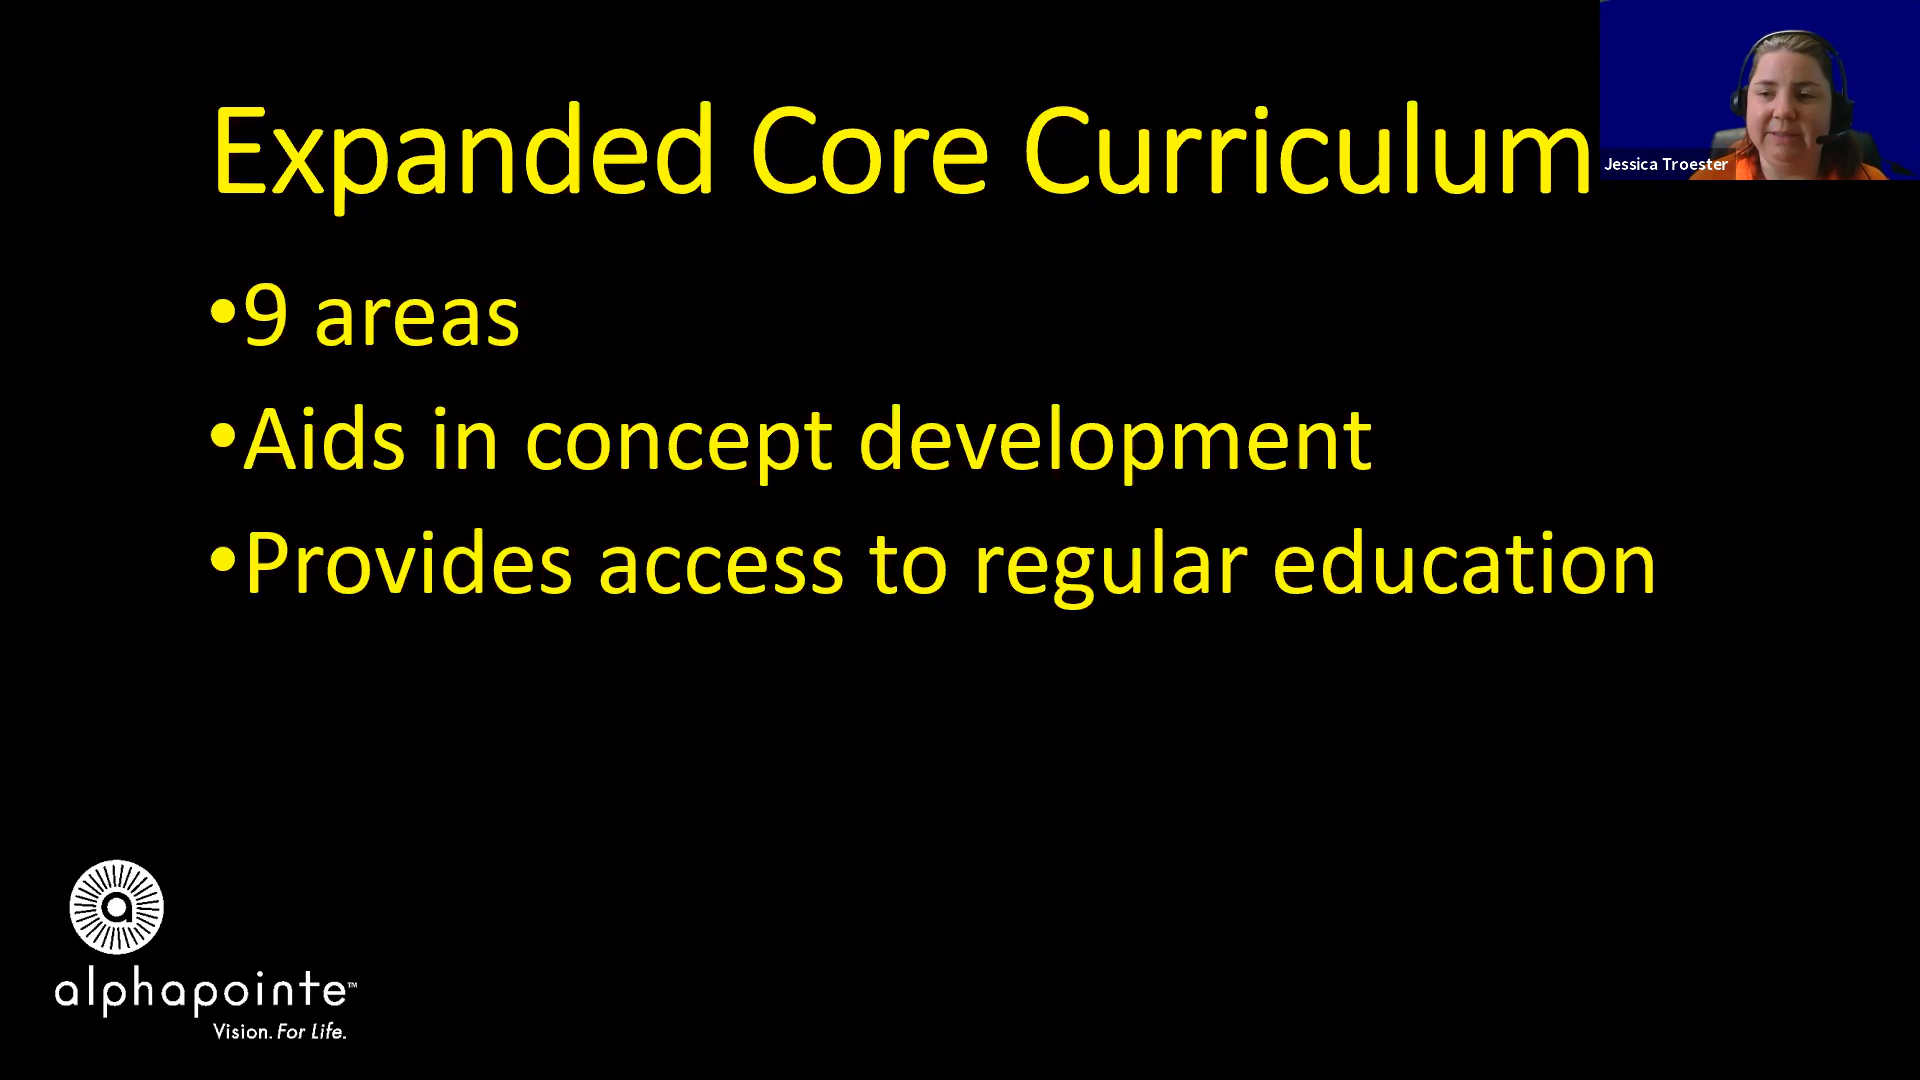 Expanded Core Curriculum
Jessica Troester
•9 areas
•Aids in concept development
•Provides access to regular education
a
alphapointe™
Vision. For Life.